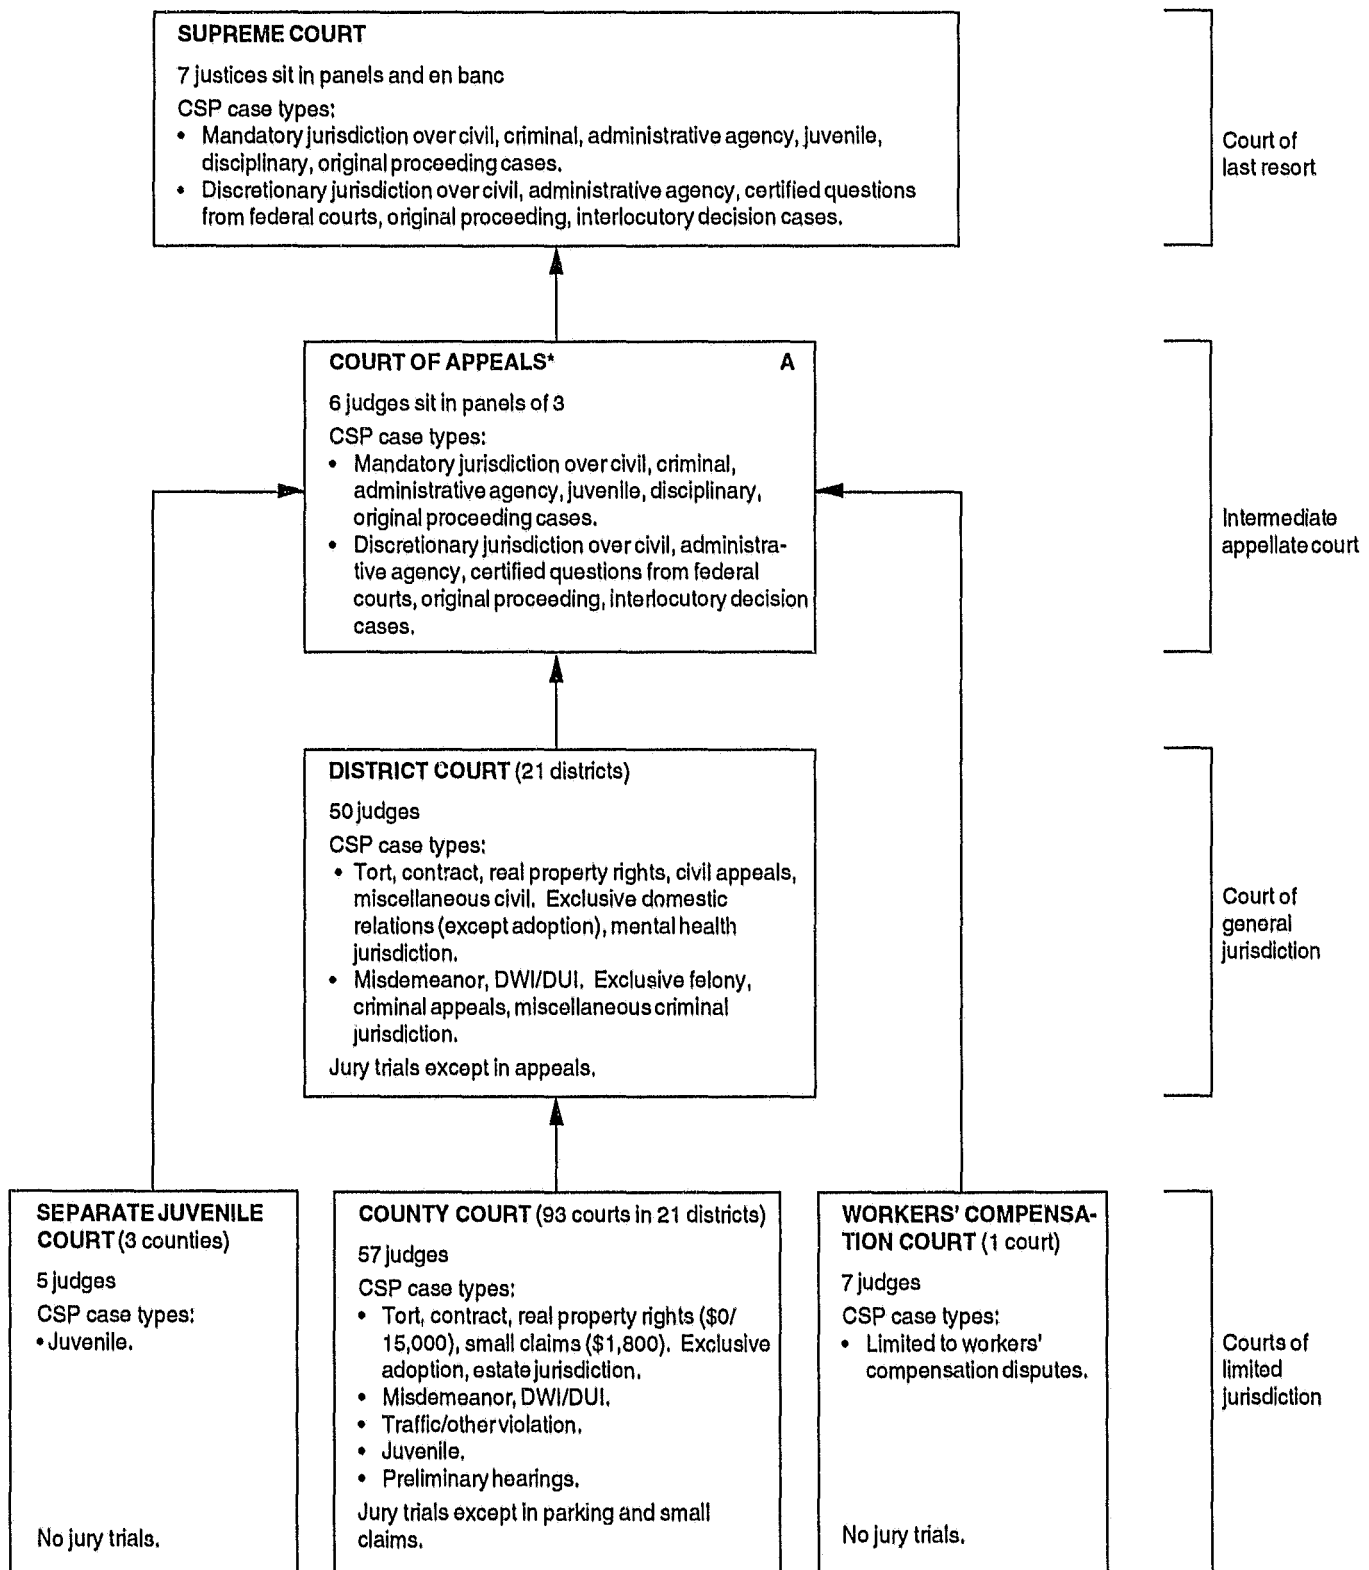 SUPREME COURT
7 justices sit in panels and en banc
CSP case types:
• Mandatory jurisdiction over civil, criminal, administrative agency, juvenile,
disciplinary, original proceeding cases.
• Discretionary jurisdiction over civil, administrative agency, certified questions
from federal courts, original proceeding, interlocutory decision cases.
Court of
last resort
COURT OF APPEALS* A
6 judges sit in panels of 3
CSP case types:
• Mandatory jurisdiction over civil, criminal,
administrative agency, juvenile, disciplinary,
original proceeding cases.
• Discretionary jurisdiction over civil, administra-
tive agency, certified questions from federal
courts, original proceeding, interlocutory decision
cases.
Intermediate
appellate court
DISTRICT COURT (21 districts)
50 judges
CSP case types:
• Tort, contract, real property rights, civil appeals,
miscellaneous civil. Exclusive domestic
relations (except adoption), mental health
jurisdiction.
• Misdemeanor, DWI/DUI. Exclusive felony,
criminal appeals, miscellaneous criminal
jurisdiction.
Jury trials except in appeals.
Court of
general
jurisdiction
SEPARATE JUVENILE
COURT (3 counties)
5 judges
CSP case types:
• Juvenile.
No jury trials.
COUNTY COURT (93 courts in 21 districts)
57 judges
CSP case types:
• Tort, contract, real property rights ($0/
15,000), small claims ($1,800). Exclusive
adoption, estate jurisdiction.
• Misdemeanor, DWI/DUI.
• Traffic/other violation.
• Juvenile.
• Preliminary hearings.
Jury trials except in parking and small
claims.
WORKERS' COMPENSA-
TION COURT (1 court)
7 judges
CSP case types:
• Limited to workers'
compensation disputes.
No jury trials.
Courts of
limited
jurisdiction